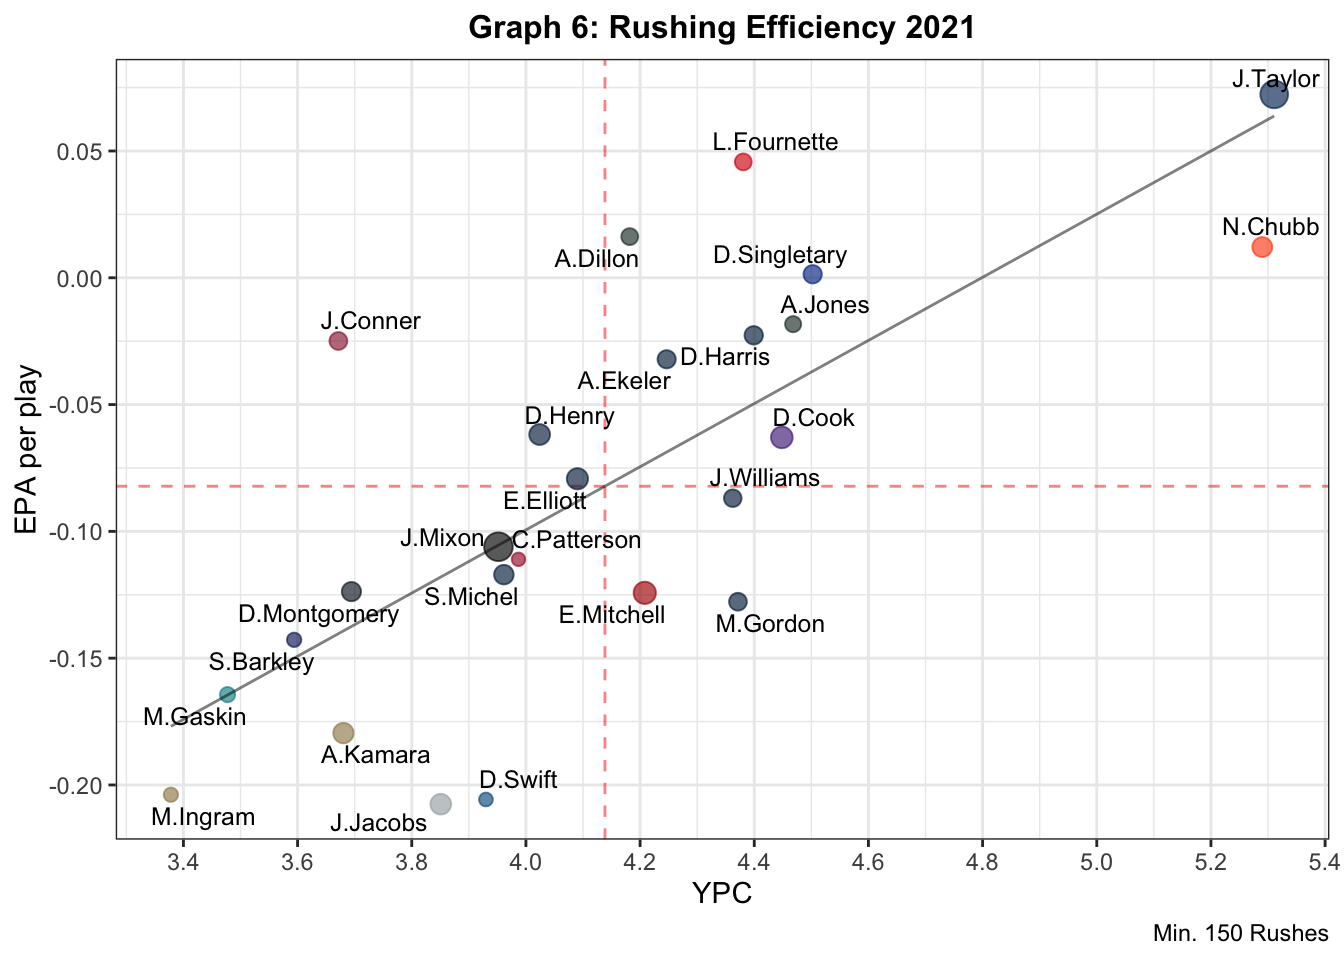 Graph 6: Rushing Efficiency 2021
J.Taylor
L.Fournette
0.05
N.Chubb
A.Dillon
D.Singletary
0.00
A.Jones
J.Conner
D.Harris
A.Ekeler
-0.05
D.Henry
D.Cook
EPA per play
J.Williams
E.Elliott
-0.10
J.Mixon
C.Patterson
S.Michel
D.Montgomery
E.Mitchell
M.Gordon
-0.15
S.Barkley
M.Gaskin
A.Kamara
-0.20
D.Swift
M.Ingram
J.Jacobs
3.4 3.6 3.8 4.0 4.2 4.4 4.6 4.8 5.0 5.2 5.4
YPC
Min. 150 Rushes